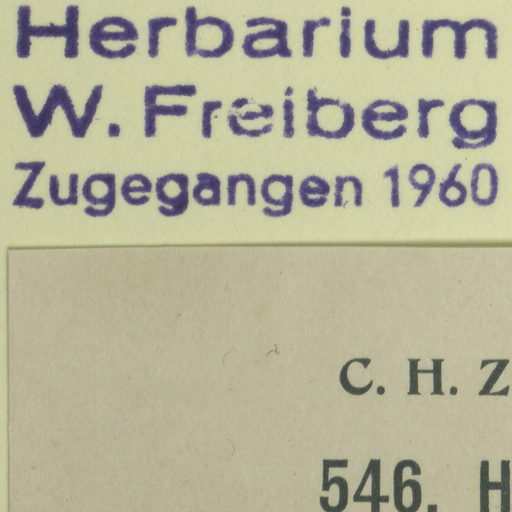 Herbarium
W. Freiberg
Zugegangen 1960
C. H. Z
546. H